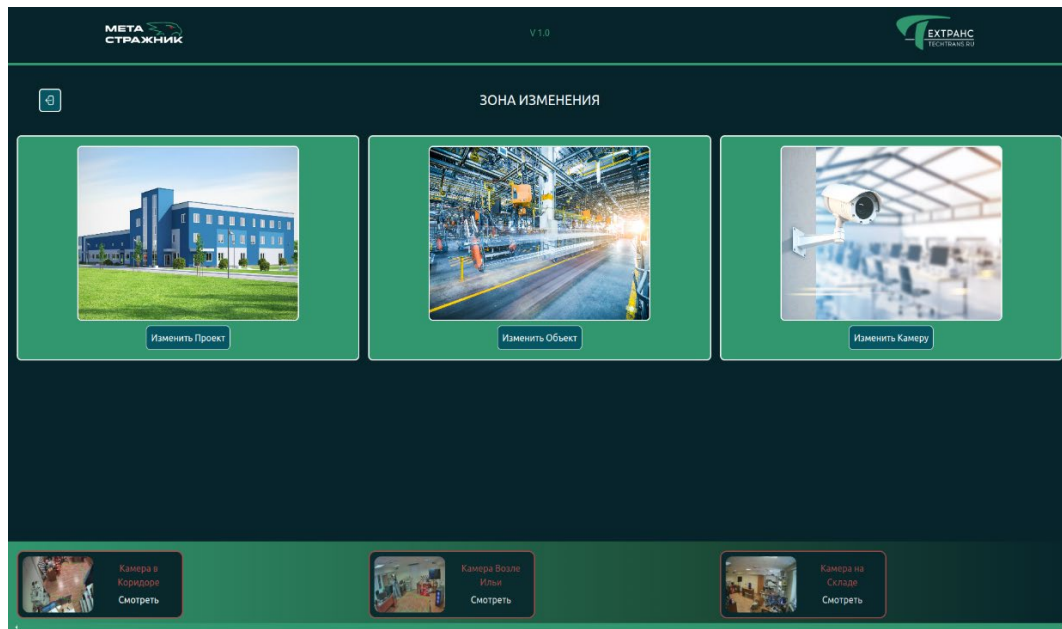 МЕТА
СТРАЖНИК
V 1.0
ЕХТРАНС
TECHTRANS.RU
ЗОНА ИЗМЕНЕНИЯ
Изменить Проект
Изменить Объект
Изменить Камеру
Камера в
Коридоре
Смотреть
Камера Возле
Ильи
Смотреть
Камера на
Складе
Смотреть